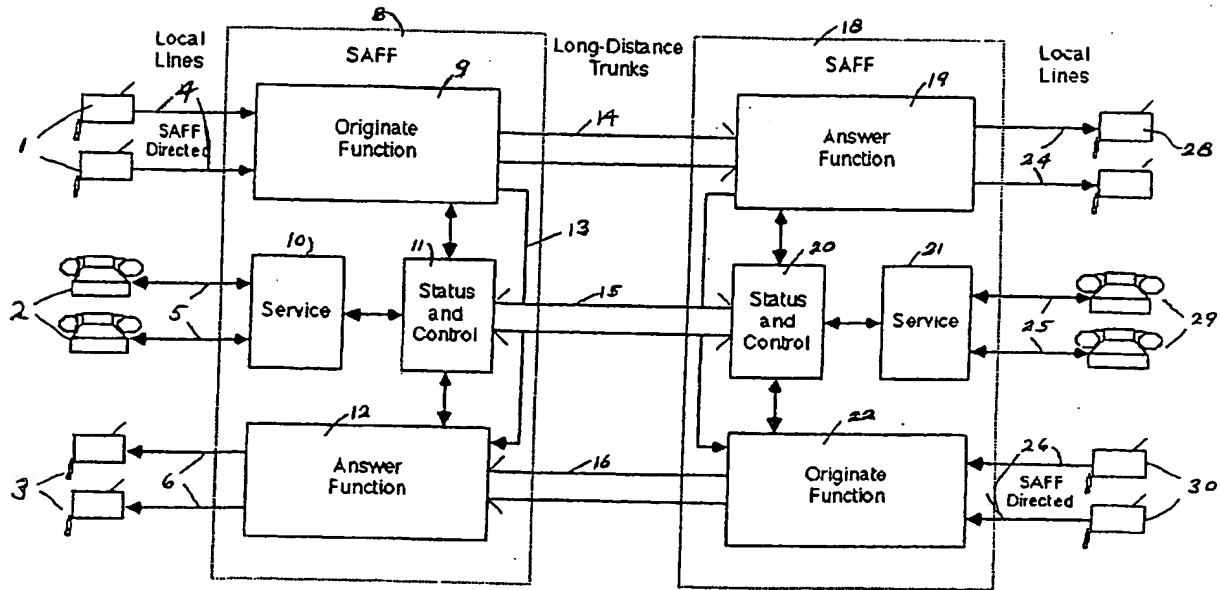 8
18
Local
Lines
SAFF
Long-Distance
Trunks
SAFF
Local
Lines
9
19
1
4
SAFF
Directed
Originate
Function
14
Answer
Function
24
28
13
10
11
20
21
2
5
Service
Status
and
Control
15
Status
and
Control
Service
25
29
12
22
3
6
Answer
Function
16
Originate
Function
26
SAFF
Directed
30